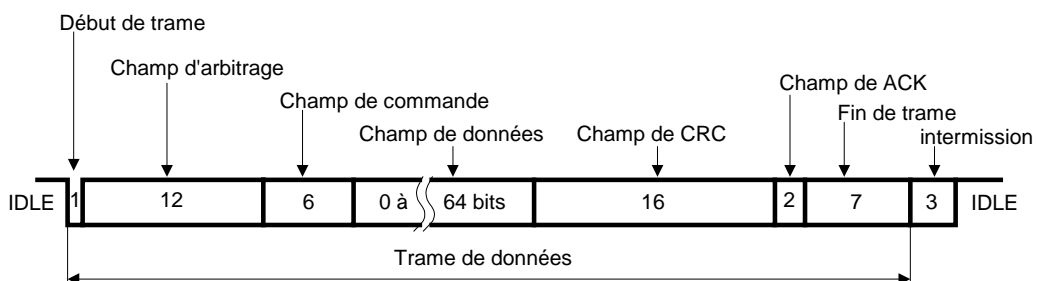 Début de trame
Champ d'arbitrage
Champ de ACK
Champ de commande
Fin de trame
Champ de données
Champ de CRC
intermission
IDLE
1
12
6
0 à
64 bits
16
2
7
3
IDLE
Trame de données